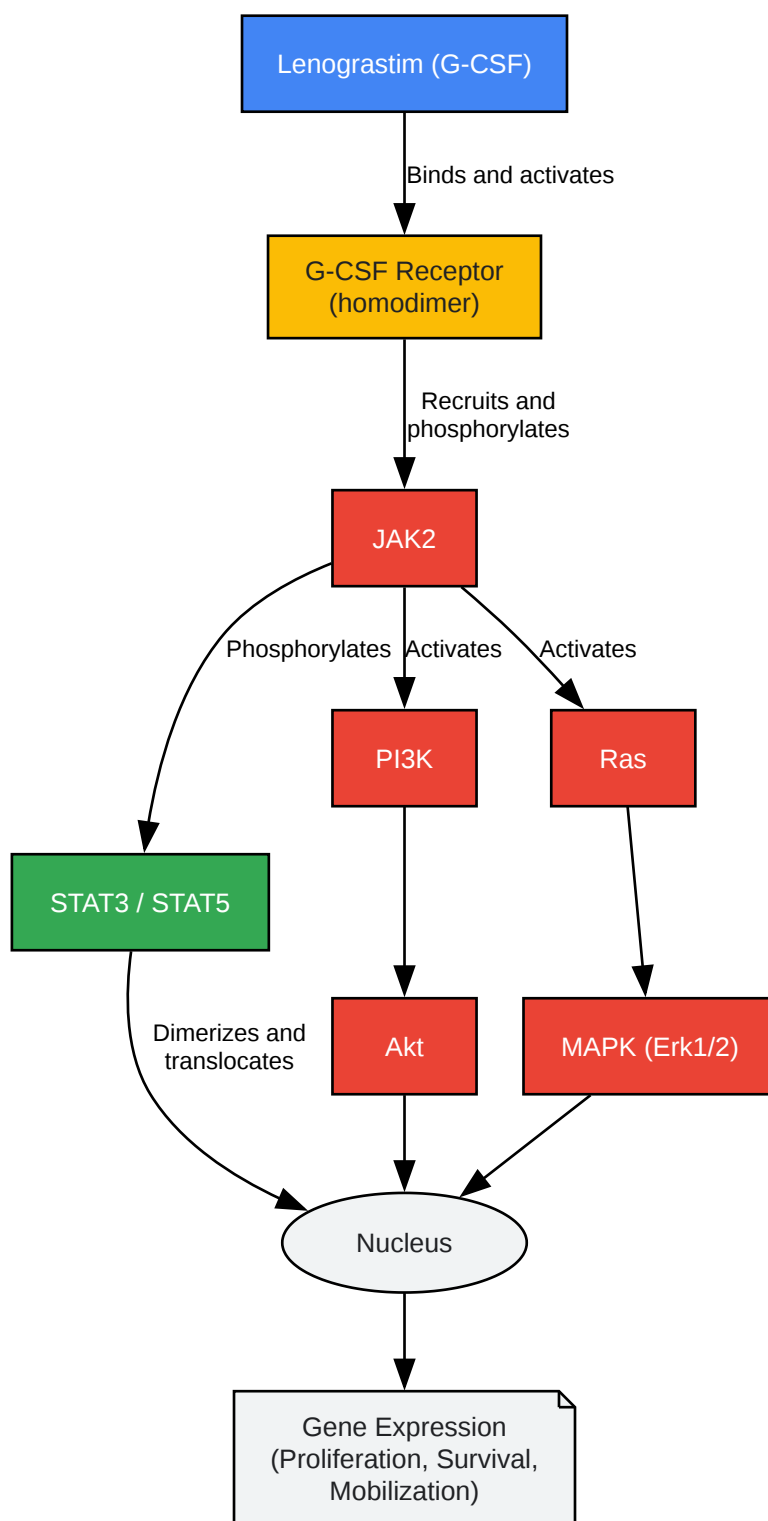 Lenograstim (G-CSF)
Binds and activates
G-CSF Receptor
(homodimer)
Recruits and
phosphorylates
JAK2
Phosphorylates
Activates
Activates
PI3K
Ras
STAT3 / STAT5
Dimerizes and
translocates
Akt
MAPK (Erk1/2)
Nucleus
Gene Expression
(Proliferation, Survival,
Mobilization)